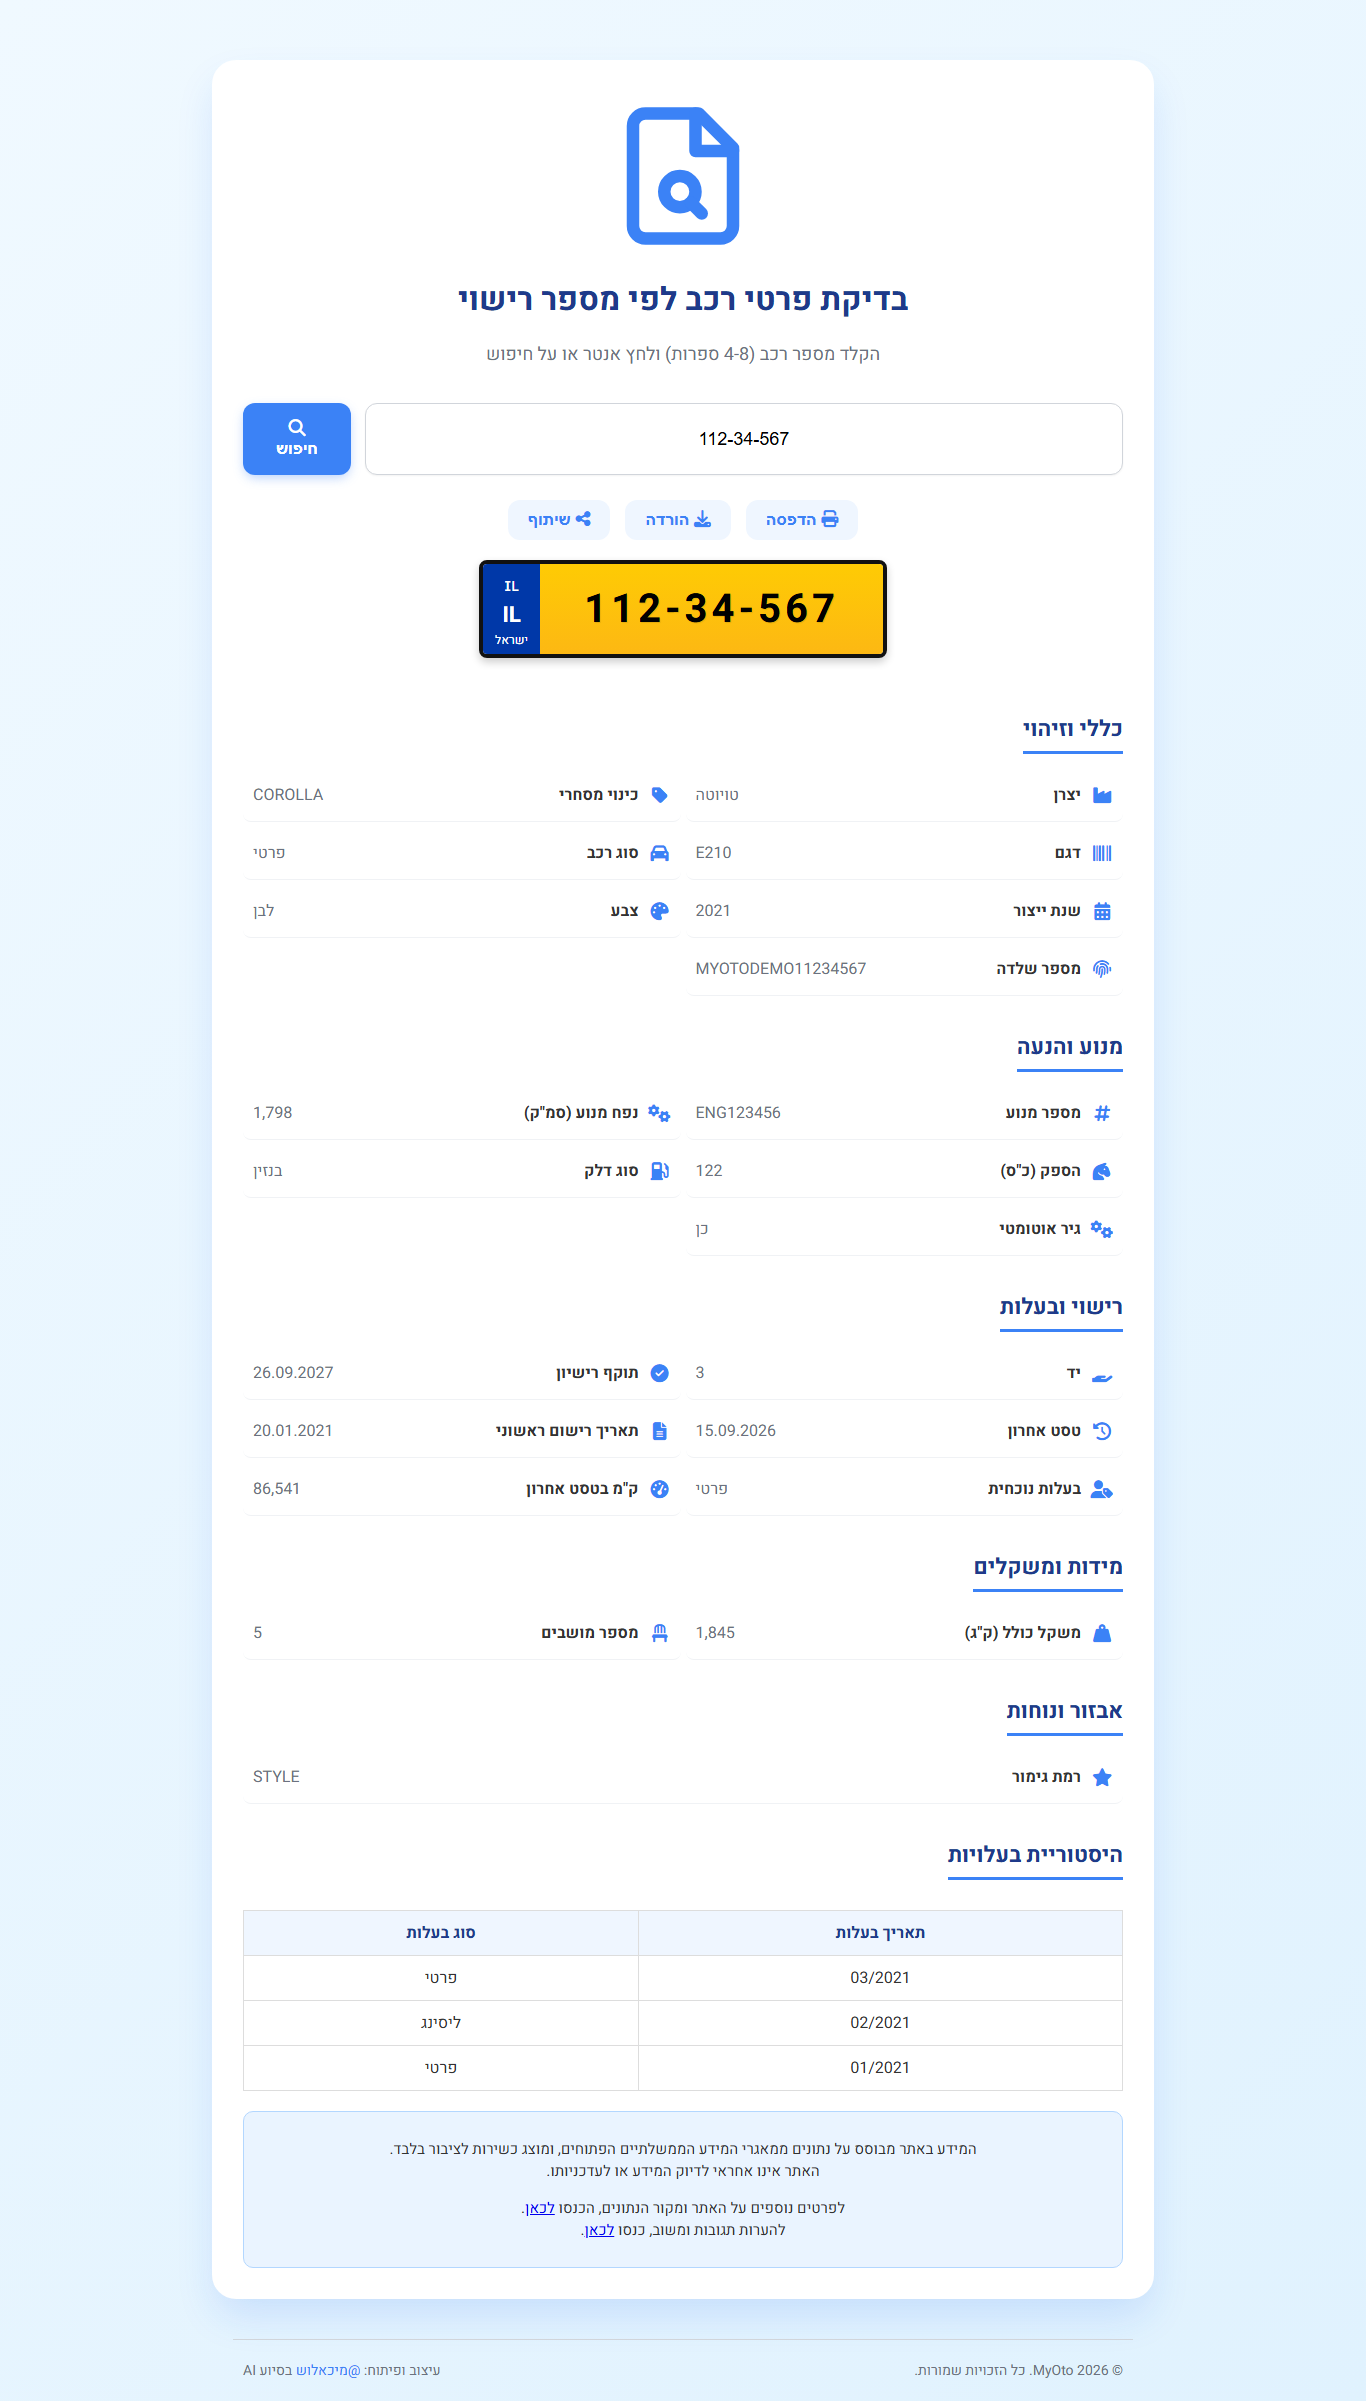 בדיקת פרטי רכב לפי מספר רישוי
הקלד מספר רכב (4-8 ספרות) ולחץ אנטר או על חיפוש
112-34-567
חיפוש
הדפסה
הורדה
שיתוף
IL
IL
ישראל
112-34-567
כללי וזיהוי
יצרן טויוטה כינוי מסחרי COROLLA
דגם E210 סוג רכב פרטי
שנת ייצור 2021 צבע לבן
מספר שלדה MYOTODEMO11234567
מנוע והנעה
מספר מנוע ENG123456 נפח מנוע (סמ"ק) 1,798
הספק (כ"ס) 122 סוג דלק בנזין
גיר אוטומטי כן
רישוי ובעלות
יד 3 תוקף רישיון 26.09.2027
טסט אחרון 15.09.2026 תאריך רישום ראשוני 20.01.2021
בעלות נוכחית פרטי ק"מ בטסט אחרון 86,541
מידות ומשקלים
משקל כולל (ק"ג) 1,845 מספר מושבים 5
אבזור ונוחות
רמת גימור STYLE
היסטוריית בעלויות
תאריך בעלות סוג בעלות
03/2021 פרטי
02/2021 ליסינג
01/2021 פרטי
המידע באתר מבוסס על נתונים ממאגרי המידע הממשלתיים הפתוחים, ומוצג כשירות לציבור בלבד.
האתר אינו אחראי לדיוק המידע או לעדכניותו.
לפרטים נוספים על האתר ומקור הנתונים, הכנסו לכאן.
להערות תגובות ומשוב, כנסו לכאן.
© 2026 MyOto. כל הזכויות שמורות.
עיצוב ופיתוח: @מיכאלוש בסיוע AI